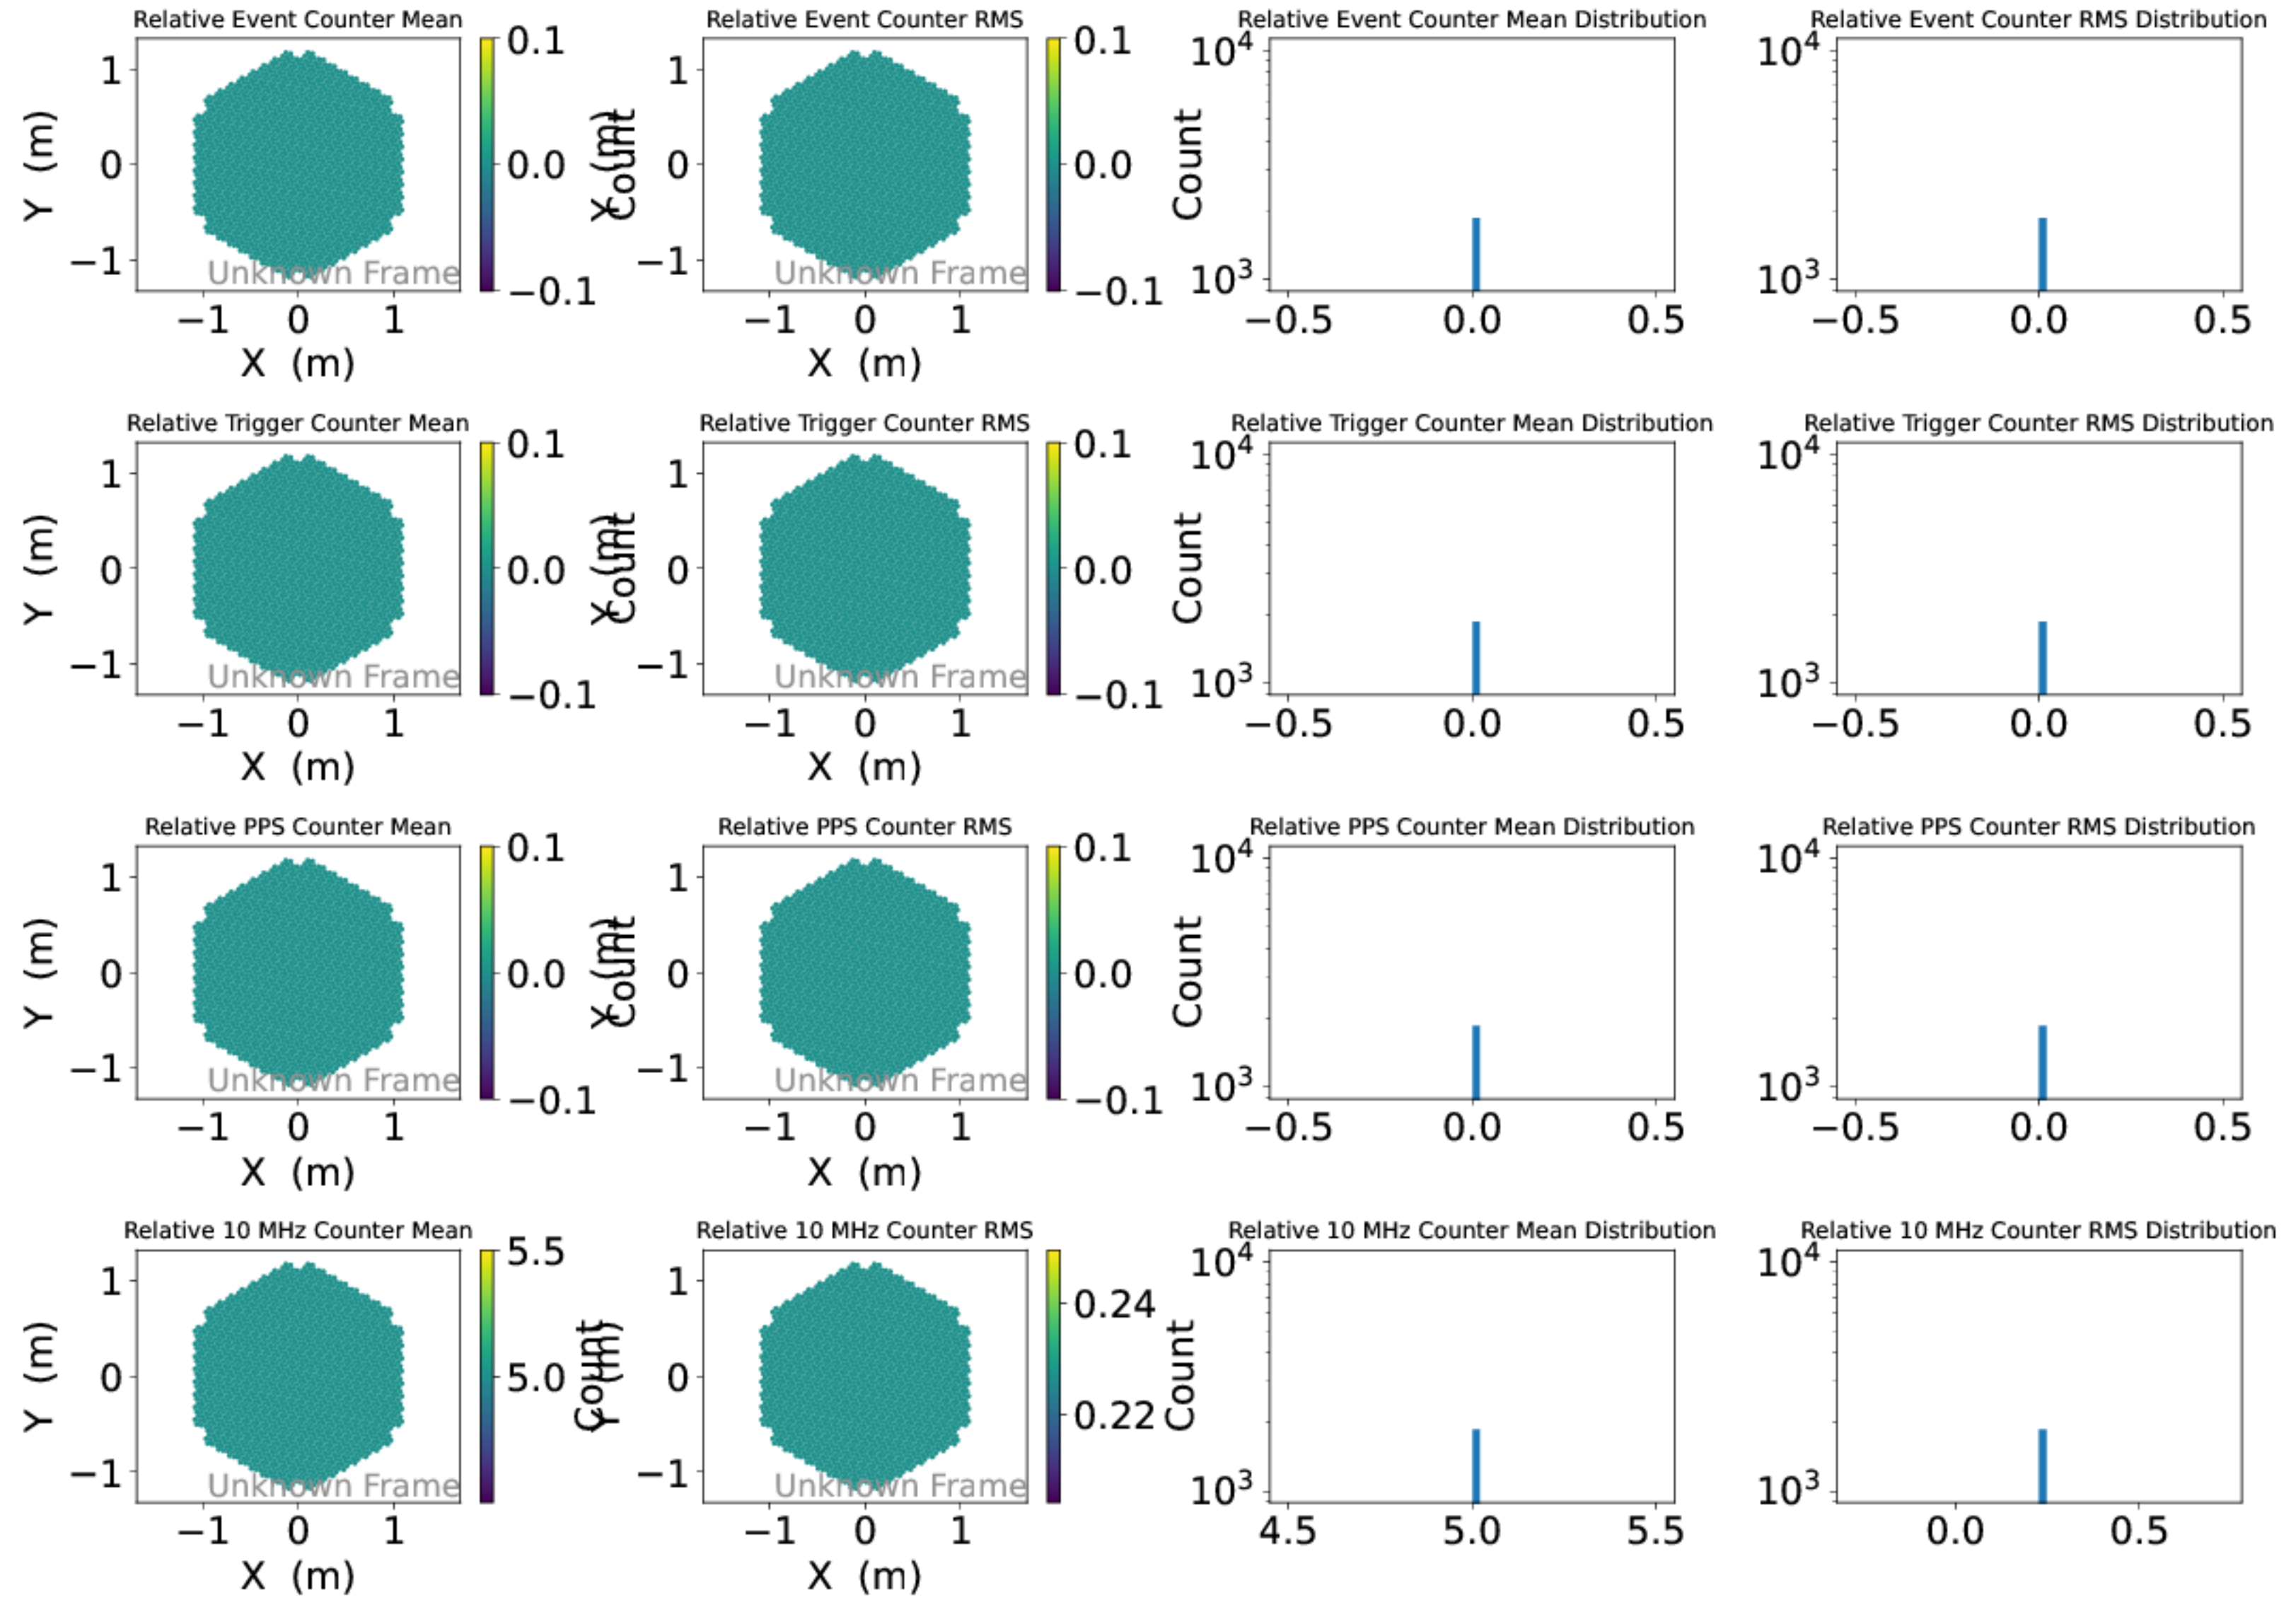 Relative Event Counter Mean
Relative Event Counter RMS
Relative Event Counter Mean Distribution
Relative Event Counter RMS Distribution
Y (m)
1
0
−1
Unknown Frame
−1 0 1
X (m)
0.1
0.0
−0.1
Count
Y (m)
1
0
−1
Unknown Frame
−1 0 1
X (m)
0.1
0.0
−0.1
Count
10⁴
10³
−0.5 0.0 0.5
10⁴
10³
−0.5 0.0 0.5
Relative Trigger Counter Mean
Relative Trigger Counter RMS
Relative Trigger Counter Mean Distribution
Relative Trigger Counter RMS Distribution
Y (m)
1
0
−1
Unknown Frame
−1 0 1
X (m)
0.1
0.0
−0.1
Count
Y (m)
1
0
−1
Unknown Frame
−1 0 1
X (m)
0.1
0.0
−0.1
Count
10⁴
10³
−0.5 0.0 0.5
10⁴
10³
−0.5 0.0 0.5
Relative PPS Counter Mean
Relative PPS Counter RMS
Relative PPS Counter Mean Distribution
Relative PPS Counter RMS Distribution
Y (m)
1
0
−1
Unknown Frame
−1 0 1
X (m)
0.1
0.0
−0.1
Count
Y (m)
1
0
−1
Unknown Frame
−1 0 1
X (m)
0.1
0.0
−0.1
Count
10⁴
10³
−0.5 0.0 0.5
10⁴
10³
−0.5 0.0 0.5
Relative 10 MHz Counter Mean
Relative 10 MHz Counter RMS
Relative 10 MHz Counter Mean Distribution
Relative 10 MHz Counter RMS Distribution
Y (m)
1
0
−1
Unknown Frame
−1 0 1
X (m)
5.5
5.0
Count
Y (m)
1
0
−1
Unknown Frame
−1 0 1
X (m)
0.24
0.22
Count
10⁴
10³
4.5 5.0 5.5
10⁴
10³
0.0 0.5